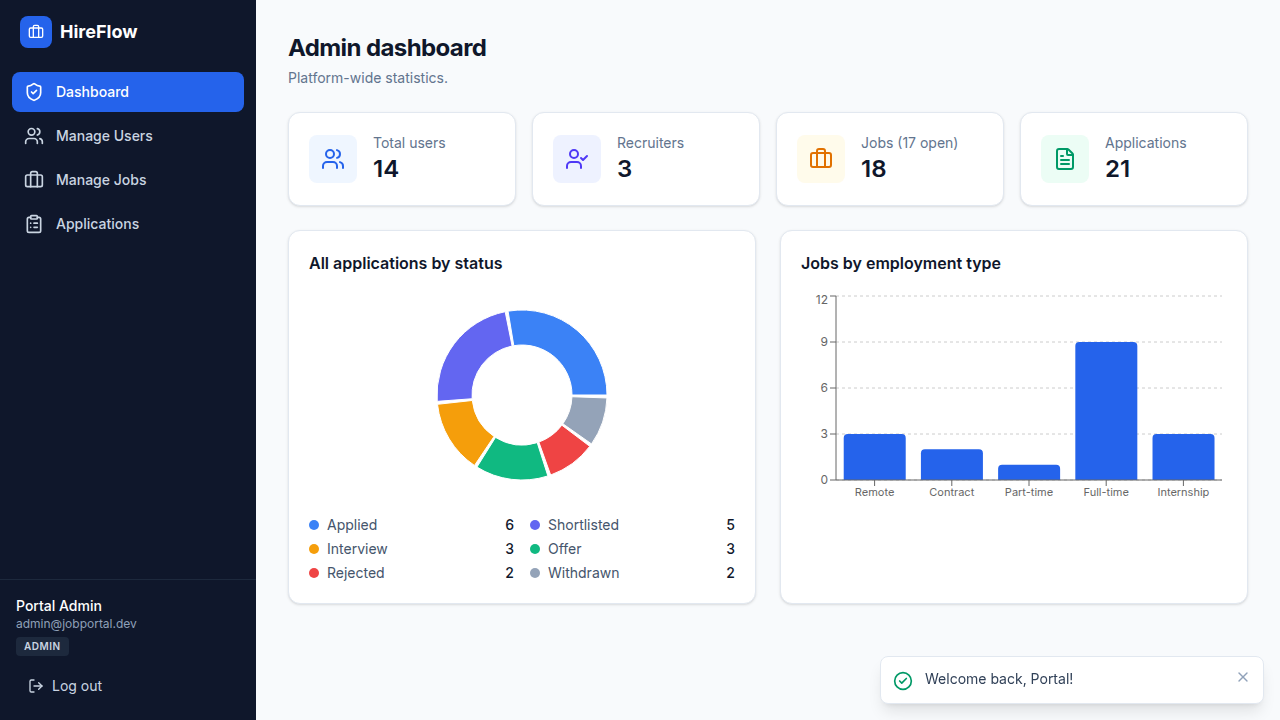 HireFlow
Dashboard
Manage Users
Manage Jobs
Applications
Portal Admin
admin@jobportal.dev
ADMIN
Log out
Admin dashboard
Platform-wide statistics.
Total users
14
Recruiters
3
Jobs (17 open)
18
Applications
21
All applications by status
Applied 6
Shortlisted 5
Interview 3
Offer 3
Rejected 2
Withdrawn 2
Jobs by employment type
12
9
6
3
0
Remote Contract Part-time Full-time Internship
Welcome back, Portal!